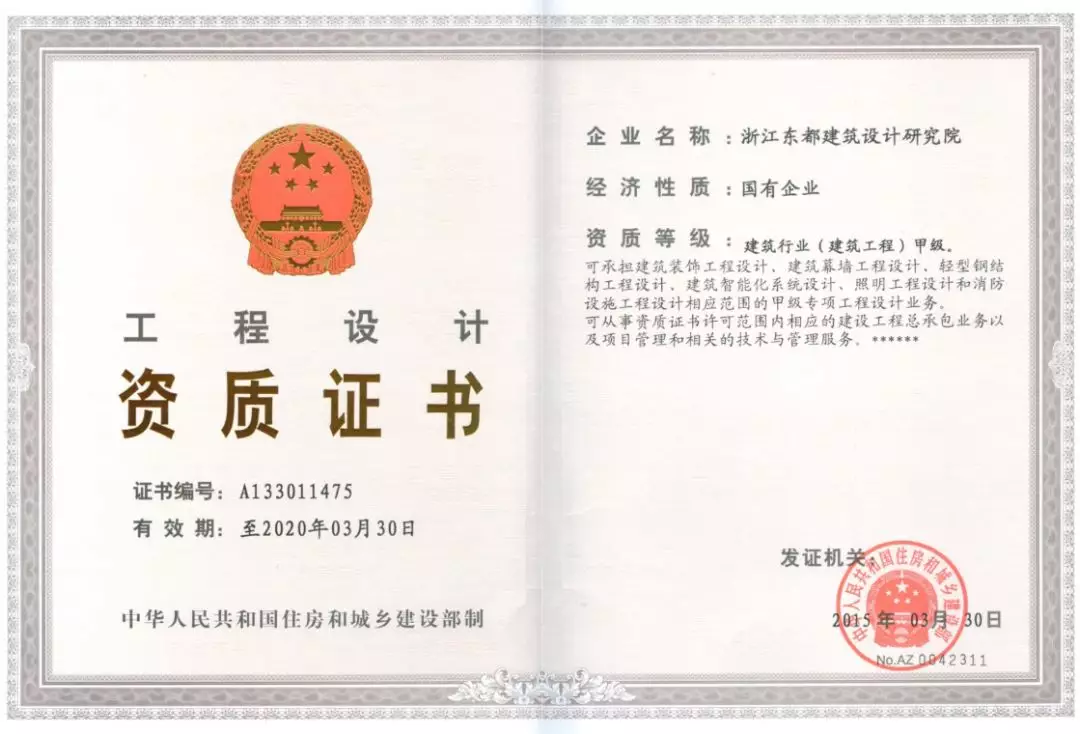 工程设计
资质证书
证书编号：A133011475
有效期：至2020年03月30日
中华人民共和国住房和城乡建设部制
企业名称：浙江东都建筑设计研究院
经济性质：国有企业
资质等级：建筑行业（建筑工程）甲级。
可承担建筑装饰工程设计、建筑幕墙工程设计、轻型钢结
构工程设计、建筑智能化系统设计、照明工程设计和消防
设施工程设计相应范围的甲级专项工程设计业务。
可从事资质证书许可范围内相应的建设工程总承包业务以
及项目管理和相关的技术与管理服务。******
发证机关：
中华人民共和国住房和城乡建设部
2015年03月30日
No.AZ 0042311